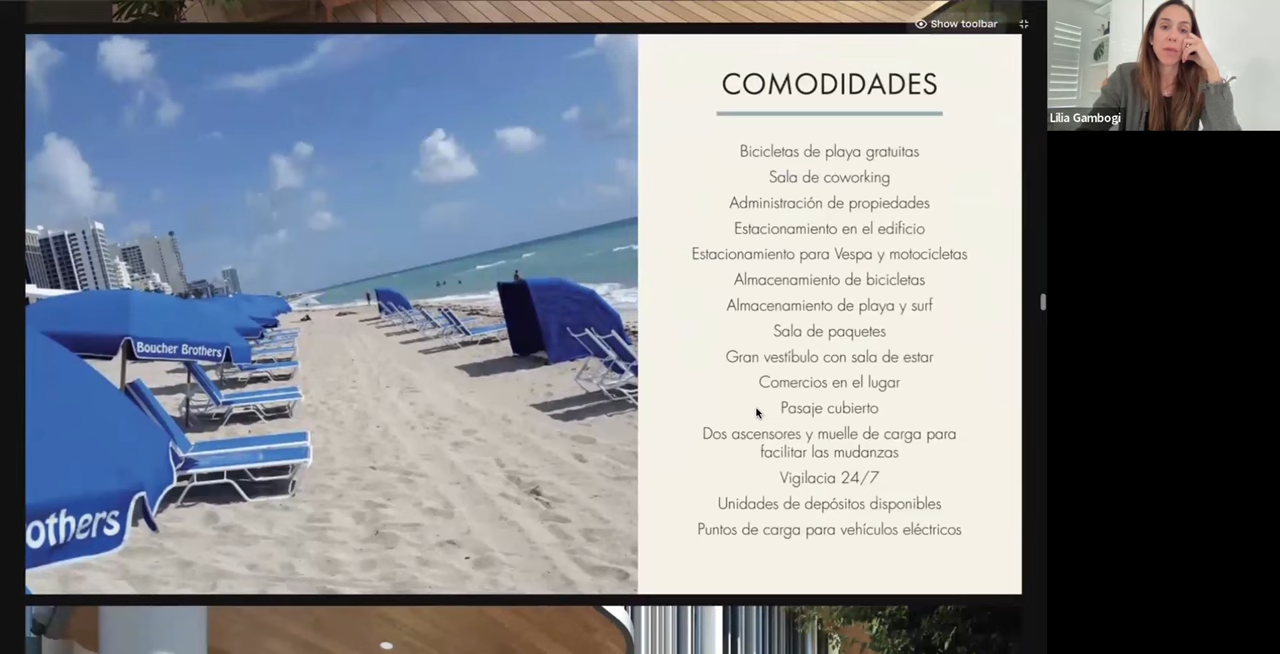 Show toolbar
COMODIDADES
Bicicletas de playa gratuitas
Sala de coworking
Administración de propiedades
Estacionamiento en el edificio
Estacionamiento para Vespa y motocicletas
Almacenamiento de bicicletas
Almacenamiento de playa y surf
Sala de paquetes
Gran vestíbulo con sala de estar
Comercios en el lugar
Pasaje cubierto
Dos ascensores y muelle de carga para
facilitar las mudanzas
Vigilacia 24/7
Unidades de depósitos disponibles
Puntos de carga para vehículos eléctricos
Boucher Brothers
others
Lilia Gambogi